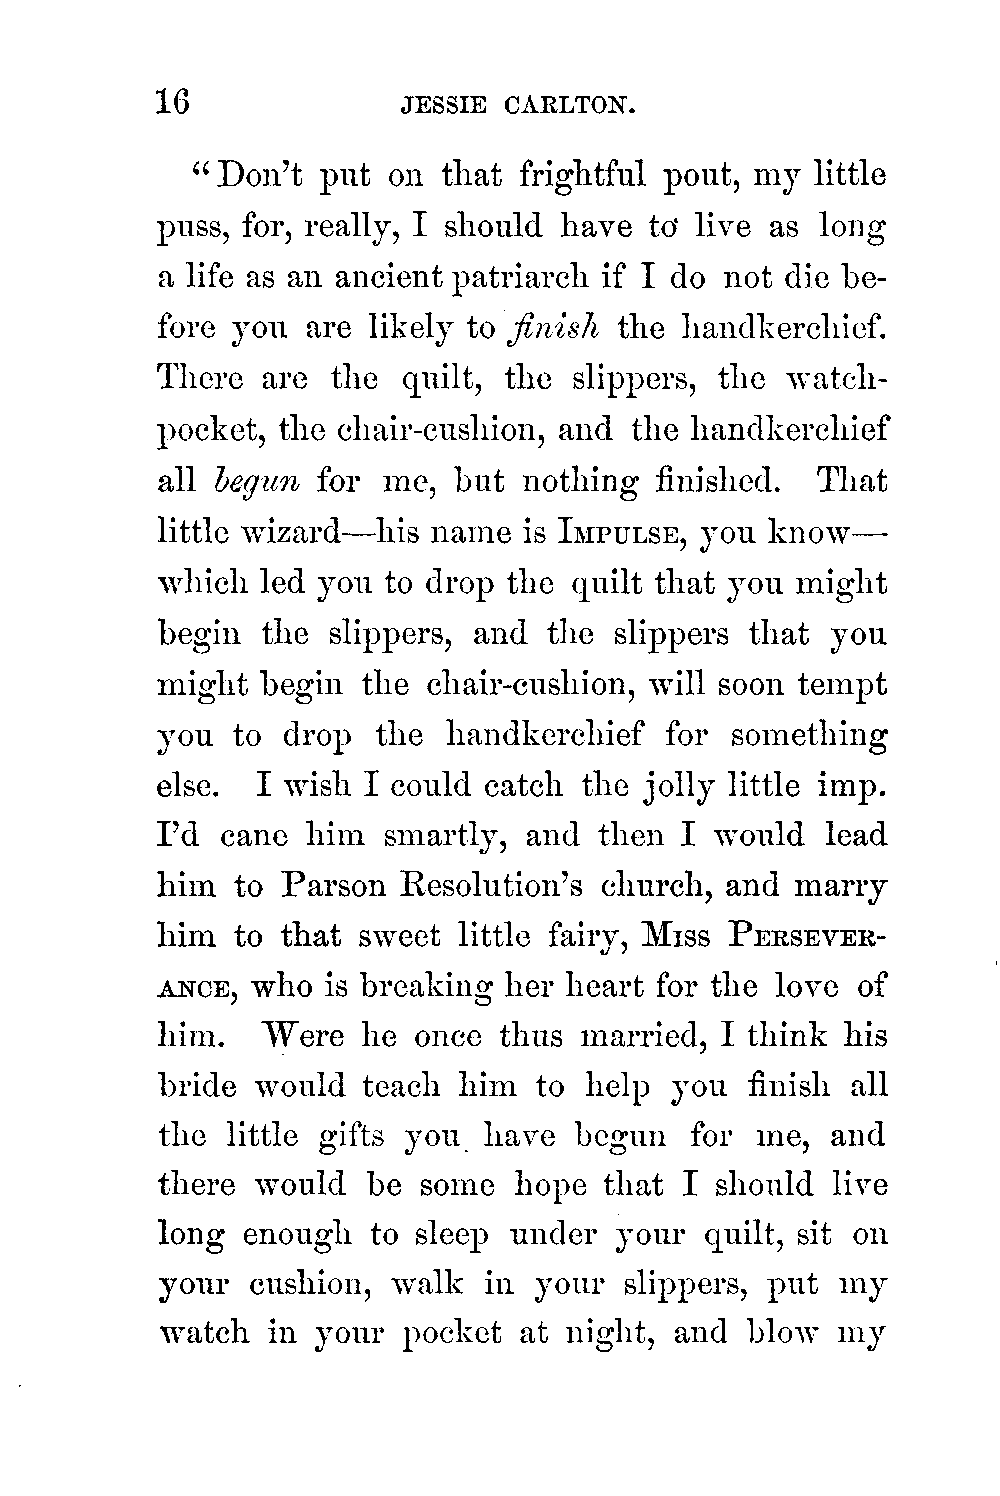 16 JESSIE CARLTON.
“Don’t put on that frightful pout, my little
puss, for, really, I should have to live as long
a life as an ancient patriarch if I do not die be-
fore you are likely to finish the handkerchief.
There are the quilt, the slippers, the watch-
pocket, the chair-cushion, and the handkerchief
all begun for me, but nothing finished. That
little wizard—his name is IMPULSE, you know—
which led you to drop the quilt that you might
begin the slippers, and the slippers that you
might begin the chair-cushion, will soon tempt
you to drop the handkerchief for something
else. I wish I could catch the jolly little imp.
I’d cane him smartly, and then I would lead
him to Parson Resolution’s church, and marry
him to that sweet little fairy, MISS PERSEVER-
ANCE, who is breaking her heart for the love of
him. Were he once thus married, I think his
bride would teach him to help you finish all
the little gifts you have begun for me, and
there would be some hope that I should live
long enough to sleep under your quilt, sit on
your cushion, walk in your slippers, put my
watch in your pocket at night, and blow my